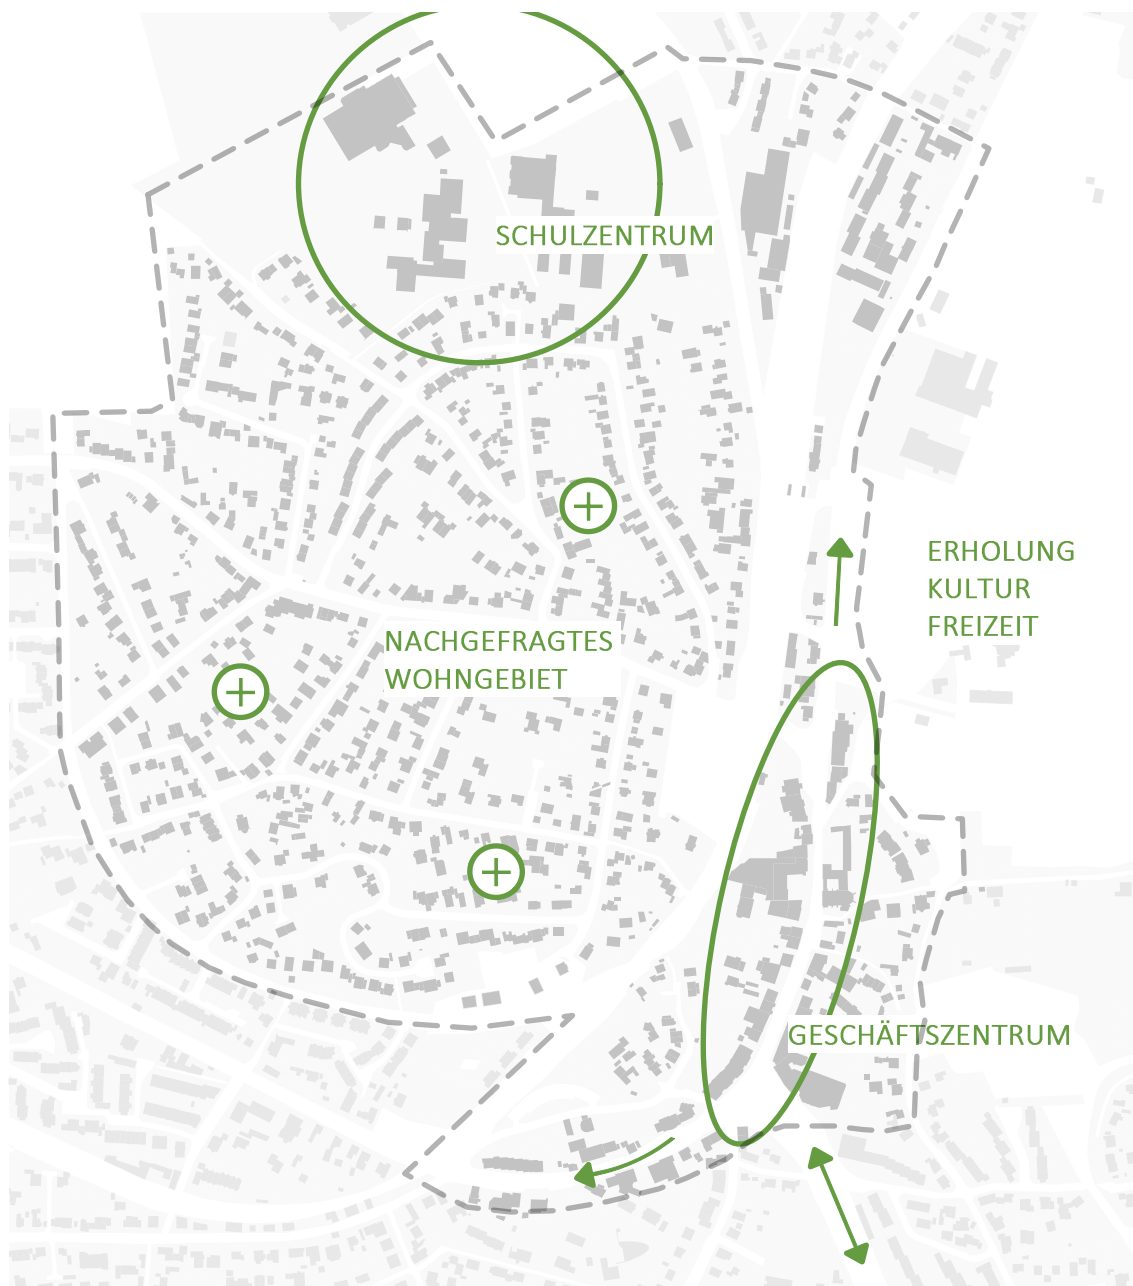 SCHULZENTRUM
ERHOLUNG
KULTUR
FREIZEIT
NACHGEFRAGTES
WOHNGEBIET
GESCHÄFTSZENTRUM